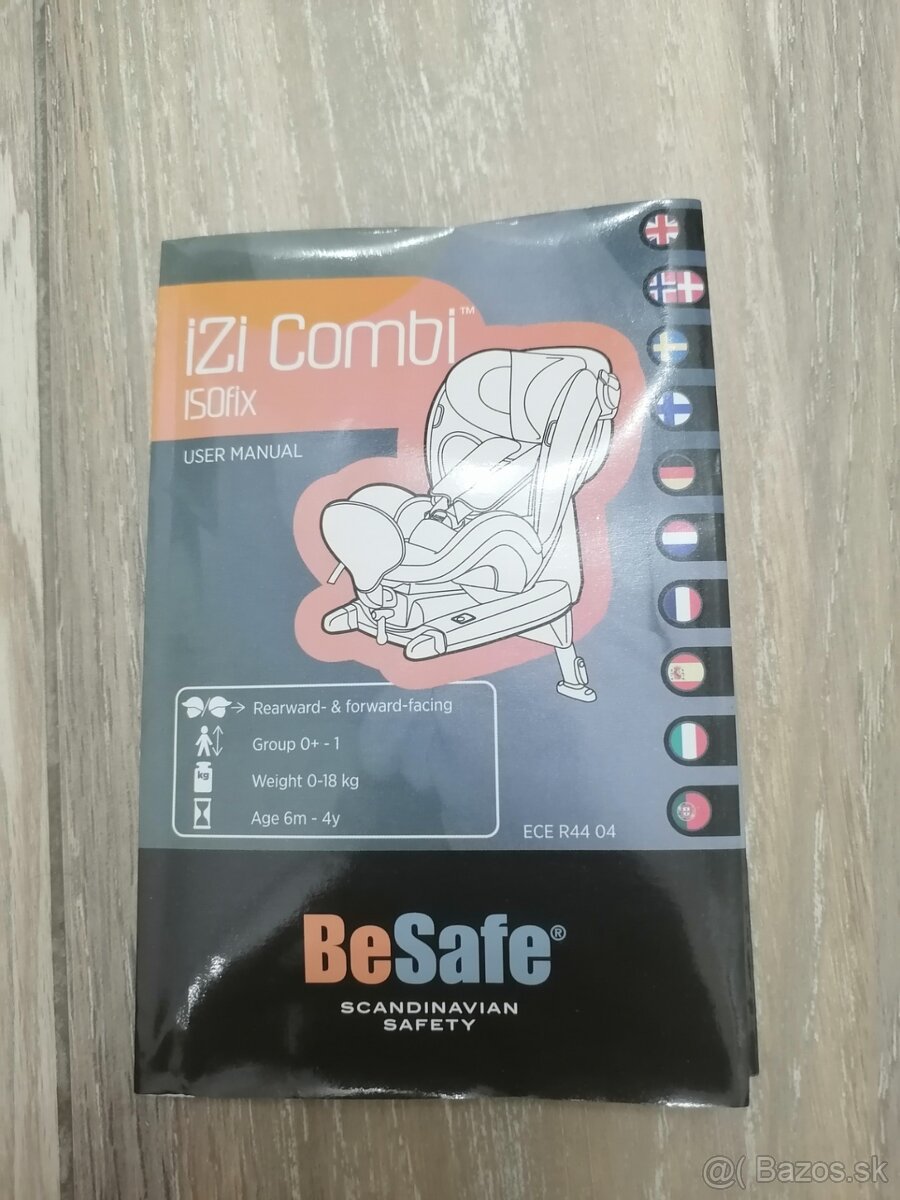 iZi Combi™
ISOfix
USER MANUAL
Rearward- & forward-facing
Group 0+ - 1
kg
Weight 0-18 kg
Age 6m - 4y
ECE R44 04
BeSafe®
SCANDINAVIAN
SAFETY
@( Bazos.sk